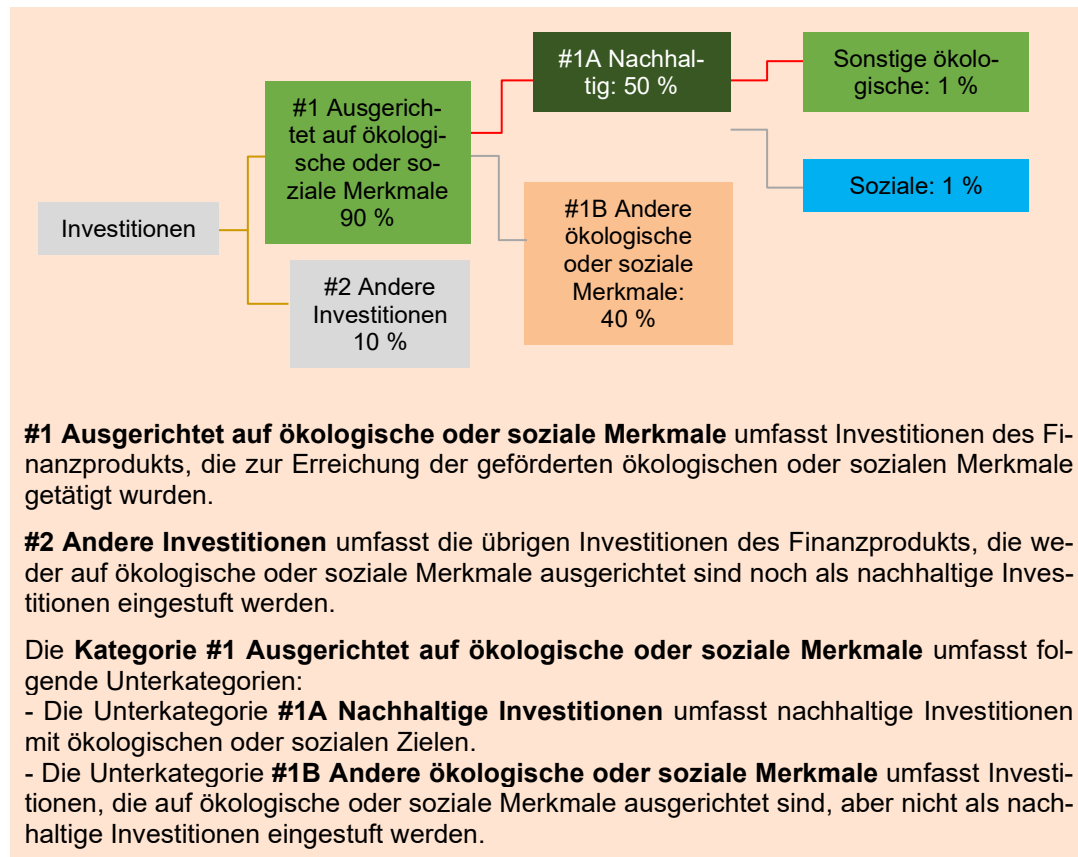 #1A Nachhal-
tig: 50 %
Sonstige ökolo-
gische: 1 %
#1 Ausgerich-
tet auf ökologi-
sche oder so-
ziale Merkmale
90 %
Soziale: 1 %
Investitionen
#1B Andere
ökologische
oder soziale
Merkmale:
40 %
#2 Andere
Investitionen
10 %
#1 Ausgerichtet auf ökologische oder soziale Merkmale umfasst Investitionen des Fi-
nanzprodukts, die zur Erreichung der geförderten ökologischen oder sozialen Merkmale
getätigt wurden.
#2 Andere Investitionen umfasst die übrigen Investitionen des Finanzprodukts, die we-
der auf ökologische oder soziale Merkmale ausgerichtet sind noch als nachhaltige Inves-
titionen eingestuft werden.
Die Kategorie #1 Ausgerichtet auf ökologische oder soziale Merkmale umfasst fol-
gende Unterkategorien:
- Die Unterkategorie #1A Nachhaltige Investitionen umfasst nachhaltige Investitionen
mit ökologischen oder sozialen Zielen.
- Die Unterkategorie #1B Andere ökologische oder soziale Merkmale umfasst Investi-
tionen, die auf ökologische oder soziale Merkmale ausgerichtet sind, aber nicht als nach-
haltige Investitionen eingestuft werden.